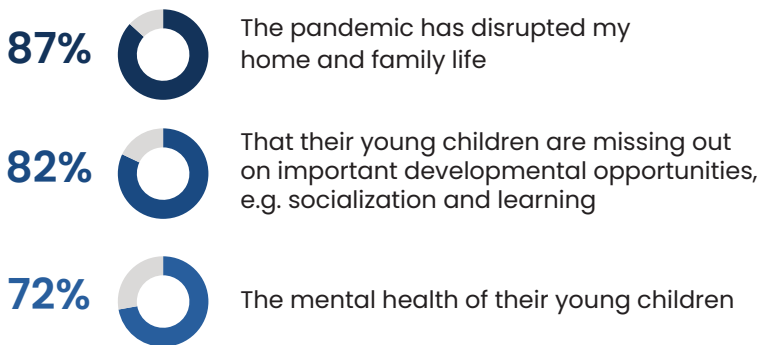 87%
The pandemic has disrupted my
home and family life
82%
That their young children are missing out
on important developmental opportunities,
e.g. socialization and learning
72%
The mental health of their young children